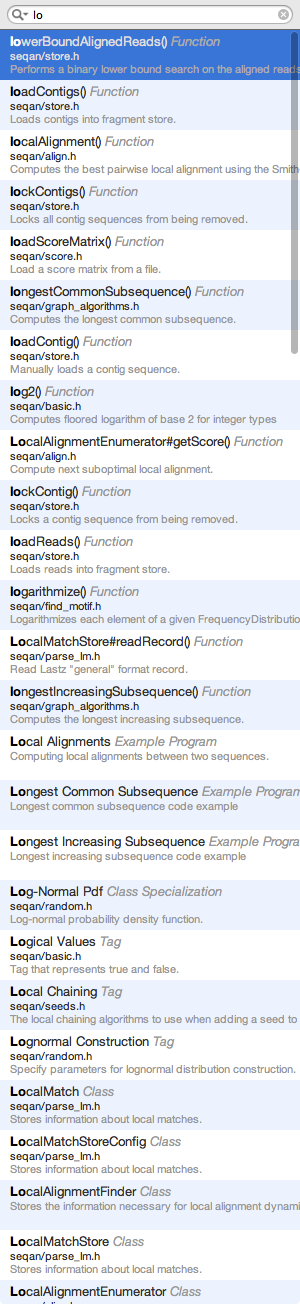 lo
lowerBoundAlignedReads() Function
seqan/store.h
Performs a binary lower bound search on the aligned reads
loadContigs() Function
seqan/store.h
Loads contigs into fragment store.
localAlignment() Function
seqan/align.h
Computes the best pairwise local alignment using the Smith
lockContigs() Function
seqan/store.h
Locks all contig sequences from being removed.
loadScoreMatrix() Function
seqan/score.h
Load a score matrix from a file.
longestCommonSubsequence() Function
seqan/graph_algorithms.h
Computes the longest common subsequence.
loadContig() Function
seqan/store.h
Manually loads a contig sequence.
log2() Function
seqan/basic.h
Computes floored logarithm of base 2 for integer types
LocalAlignmentEnumerator#getScore() Function
seqan/align.h
Compute next suboptimal local alignment.
lockContig() Function
seqan/store.h
Locks a contig sequence from being removed.
loadReads() Function
seqan/store.h
Loads reads into fragment store.
logarithmize() Function
seqan/find_motif.h
Logarithmizes each element of a given FrequencyDistributio
LocalMatchStore#readRecord() Function
seqan/parse_lm.h
Read Lastz "general" format record.
longestIncreasingSubsequence() Function
seqan/graph_algorithms.h
Computes the longest increasing subsequence.
Local Alignments Example Program
Computing local alignments between two sequences.
Longest Common Subsequence Example Program
Longest common subsequence code example
Longest Increasing Subsequence Example Progra
Longest increasing subsequence code example
Log-Normal Pdf Class Specialization
seqan/random.h
Log-normal probability density function.
Logical Values Tag
seqan/basic.h
Tag that represents true and false.
Local Chaining Tag
seqan/seeds.h
The local chaining algorithms to use when adding a seed to
Lognormal Construction Tag
seqan/random.h
Specify parameters for lognormal distribution construction.
LocalMatch Class
seqan/parse_lm.h
Stores information about local matches.
LocalMatchStoreConfig Class
seqan/parse_lm.h
Stores information about local matches.
LocalAlignmentFinder Class
Stores the information necessary for local alignment dynami
LocalMatchStore Class
seqan/parse_lm.h
Stores information about local matches.
LocalAlignmentEnumerator Class